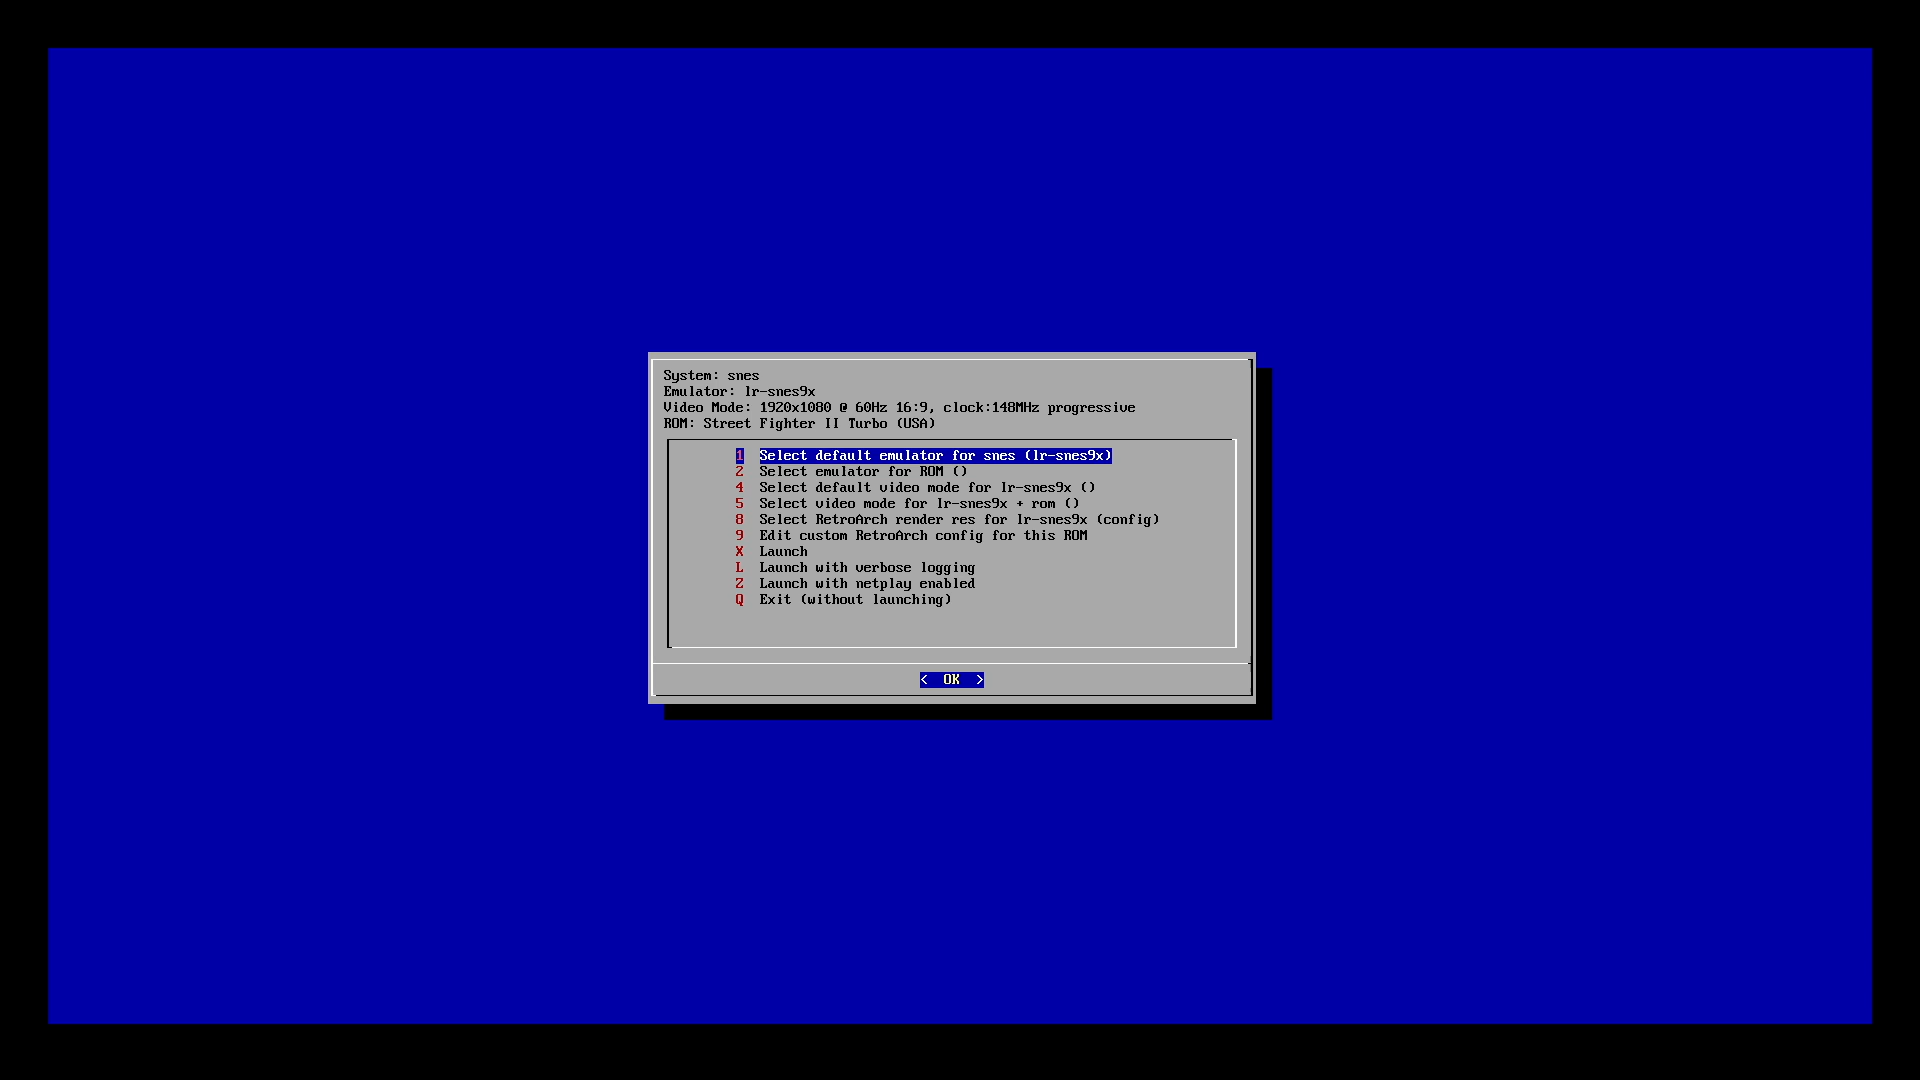 System: snes
Emulator: lr-snes9x
Video Mode: 1920x1080 @ 60Hz 16:9, clock:148MHz progressive
ROM: Street Fighter II Turbo (USA)
1 Select default emulator for snes (lr-snes9x)
2 Select emulator for ROM ()
4 Select default video mode for lr-snes9x ()
5 Select video mode for lr-snes9x + rom ()
8 Select RetroArch render res for lr-snes9x (config)
9 Edit custom RetroArch config for this ROM
X Launch
L Launch with verbose logging
Z Launch with netplay enabled
Q Exit (without launching)
< OK >